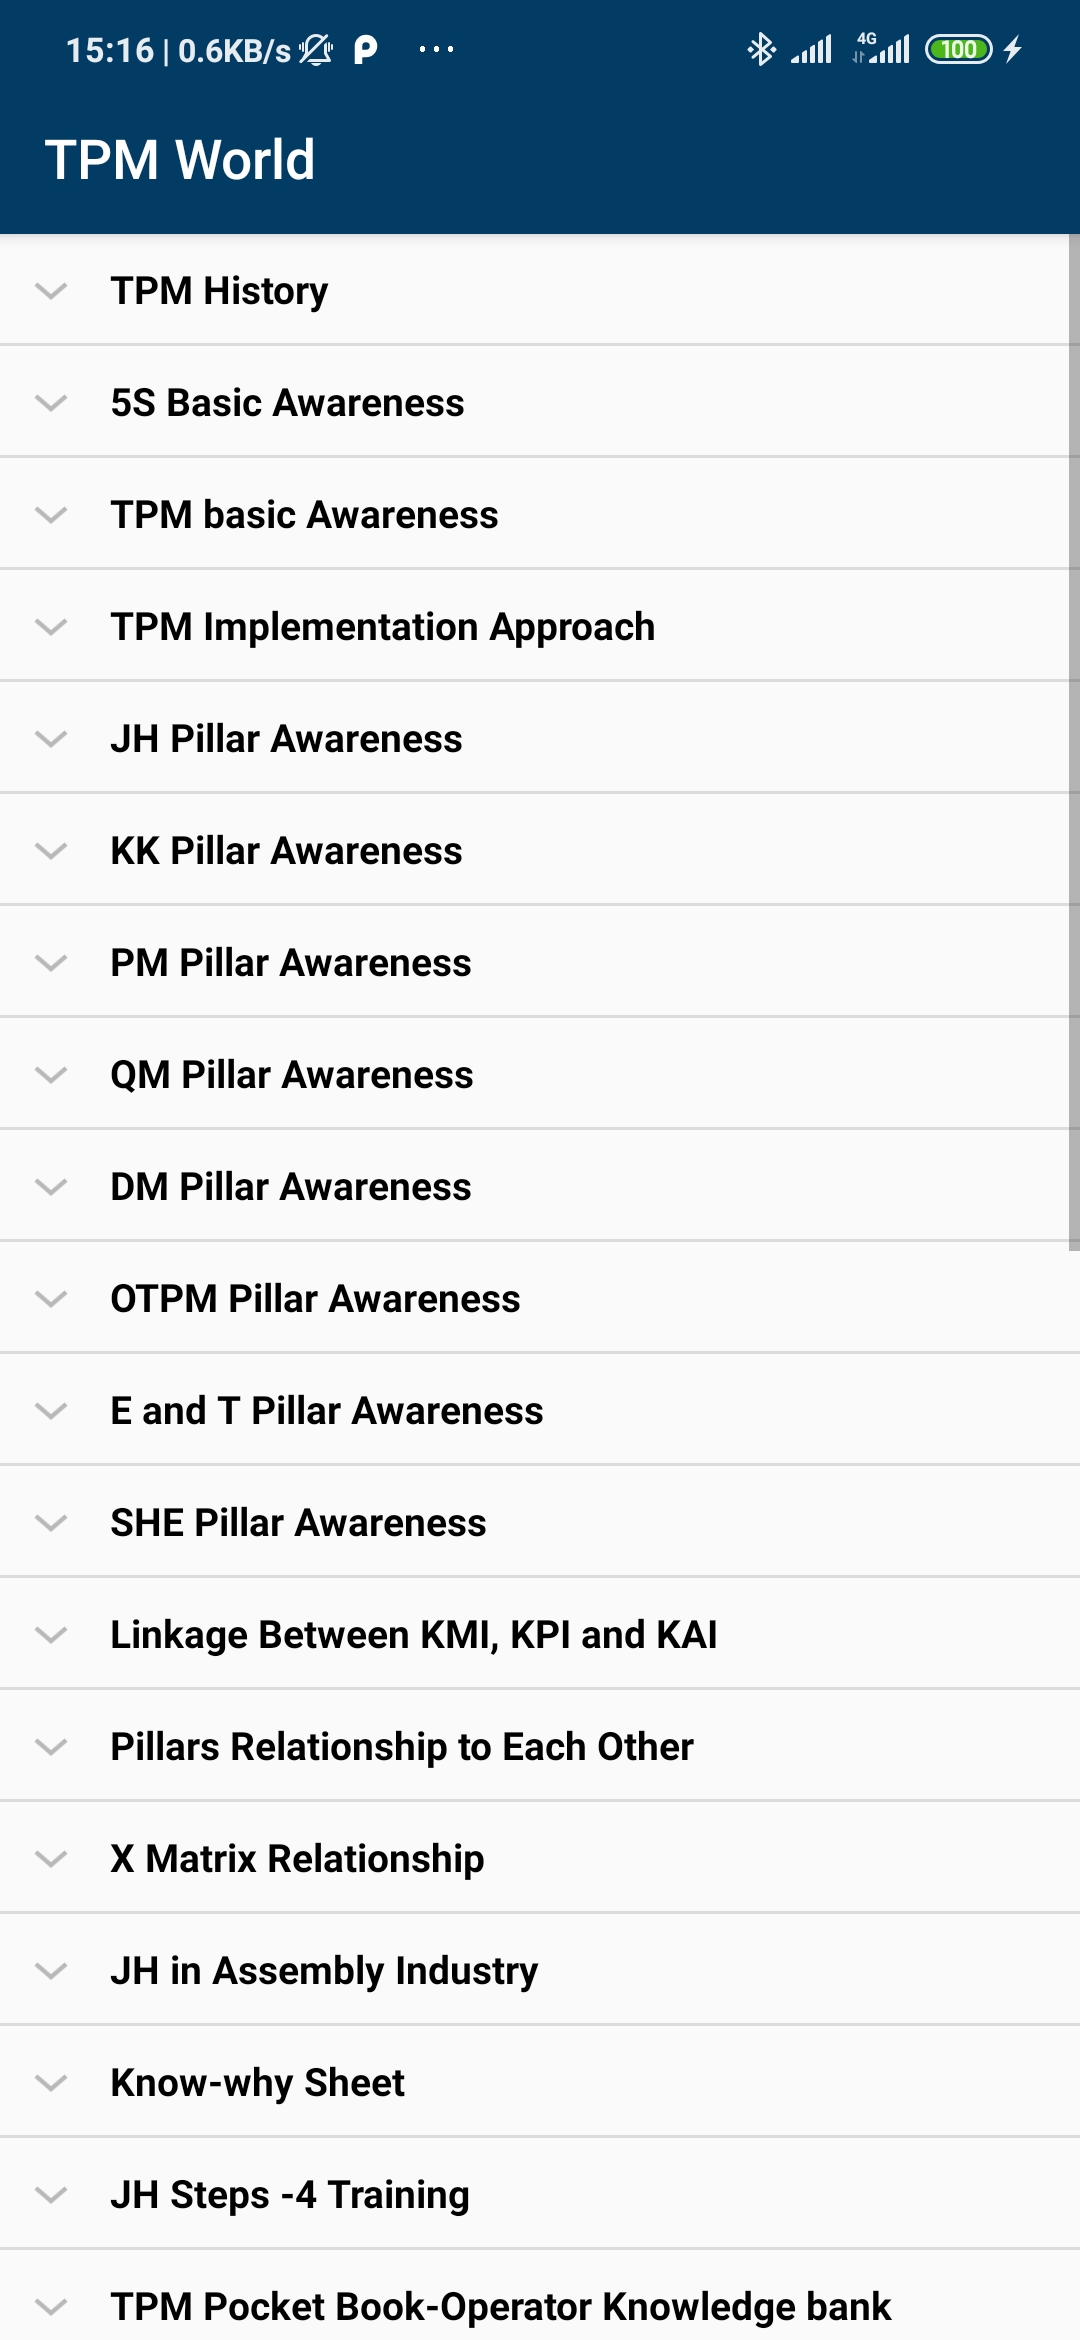 15:16 | 0.6KB/s
4G
100
TPM World
TPM History
5S Basic Awareness
TPM basic Awareness
TPM Implementation Approach
JH Pillar Awareness
KK Pillar Awareness
PM Pillar Awareness
QM Pillar Awareness
DM Pillar Awareness
OTPM Pillar Awareness
E and T Pillar Awareness
SHE Pillar Awareness
Linkage Between KMI, KPI and KAI
Pillars Relationship to Each Other
X Matrix Relationship
JH in Assembly Industry
Know-why Sheet
JH Steps -4 Training
TPM Pocket Book-Operator Knowledge bank